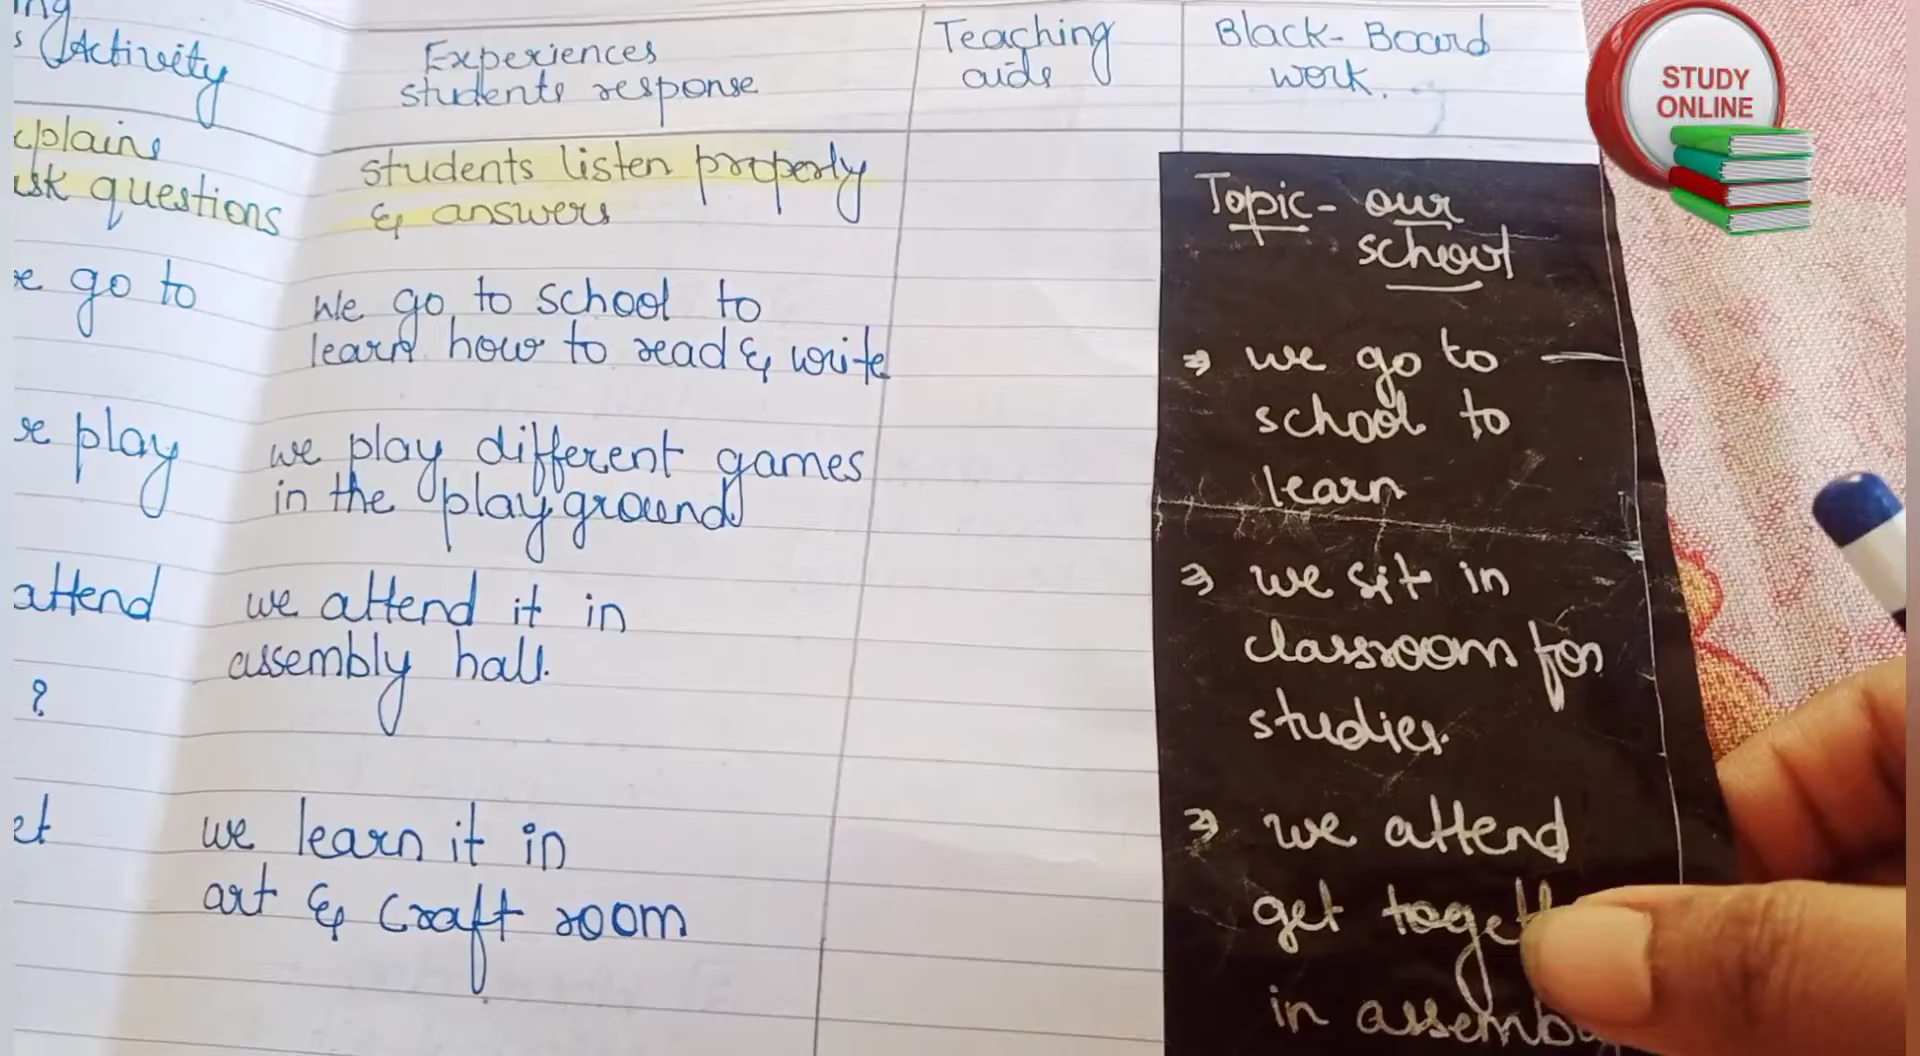 Activity
Experiences
students response
Teaching
aids
Black-Board
work.
STUDY
ONLINE
students listen properly
& answers
ask questions
go to
We go to school to
learn how to read & write
play
we play different games
in the playground
attend
we attend it in
assembly hall.
?
we learn it in
art & craft room
Topic - our
school
⇒ we go to
school to
learn
⇒ we sit in
classroom for
studies.
⇒ we attend
get
in